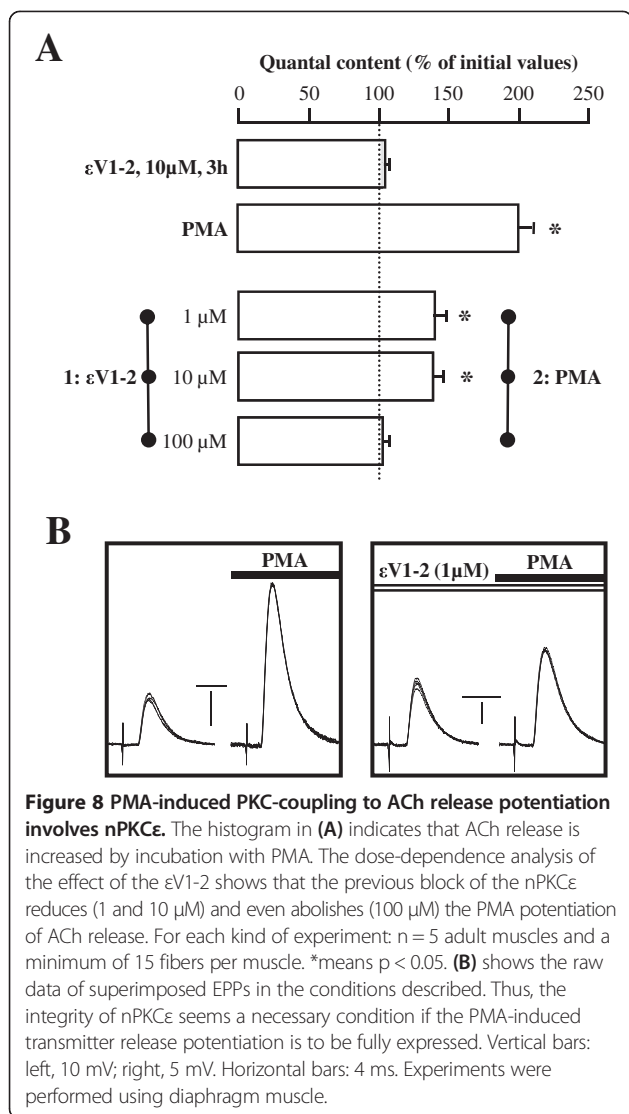 A
Quantal content (% of initial values)
0 50 100 150 200 250
εV1-2, 10μM, 3h
PMA
*
1 μM
*
1: εV1-2
10 μM
*
2: PMA
100 μM
B
PMA
εV1-2 (1μM)
PMA
Figure 8 PMA-induced PKC-coupling to ACh release potentiation
involves nPKCε. The histogram in (A) indicates that ACh release is
increased by incubation with PMA. The dose-dependence analysis of
the effect of the εV1-2 shows that the previous block of the nPKCε
reduces (1 and 10 μM) and even abolishes (100 μM) the PMA potentiation
of ACh release. For each kind of experiment: n = 5 adult muscles and a
minimum of 15 fibers per muscle. *means p < 0.05. (B) shows the raw
data of superimposed EPPs in the conditions described. Thus, the
integrity of nPKCε seems a necessary condition if the PMA-induced
transmitter release potentiation is to be fully expressed. Vertical bars:
left, 10 mV; right, 5 mV. Horizontal bars: 4 ms. Experiments were
performed using diaphragm muscle.